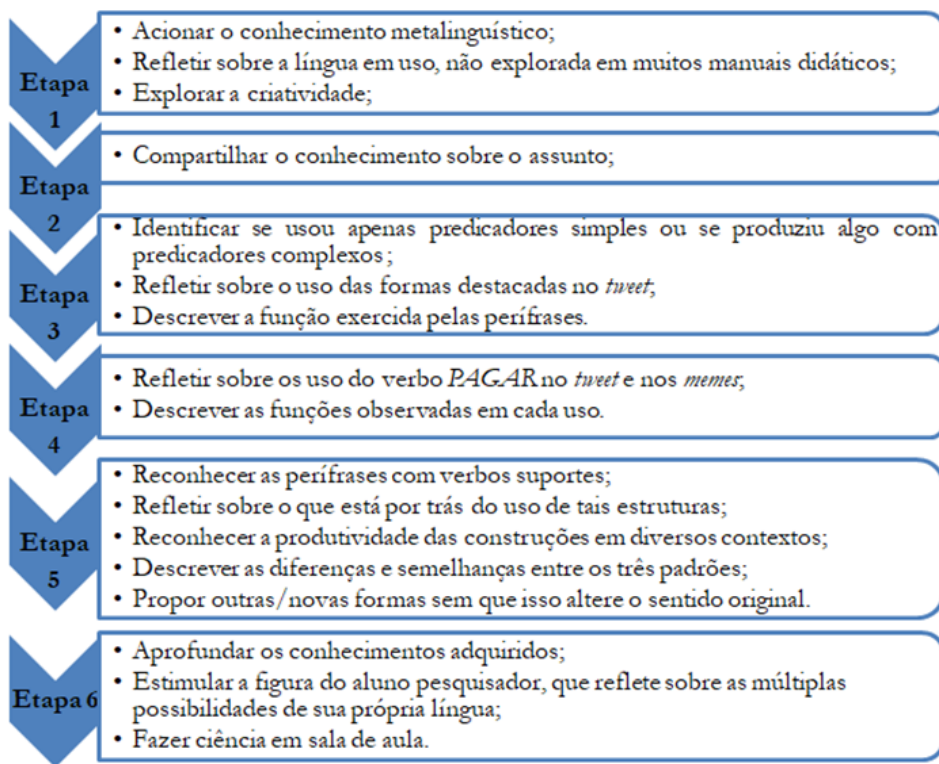 Etapa
1
• Acionar o conhecimento metalinguístico;
• Refletir sobre a língua em uso, não explorada em muitos manuais didáticos;
• Explorar a criatividade;
Etapa
2
• Compartilhar o conhecimento sobre o assunto;
Etapa
3
• Identificar se usou apenas predicadores simples ou se produziu algo com
predicadores complexos;
• Refletir sobre o uso das formas destacadas no tweet;
• Descrever a função exercida pelas perífrases.
Etapa
4
• Refletir sobre os uso do verbo PAGAR no tweet e nos memes;
• Descrever as funções observadas em cada uso.
Etapa
5
• Reconhecer as perífrases com verbos suportes;
• Refletir sobre o que está por trás do uso de tais estruturas;
• Reconhecer a produtividade das construções em diversos contextos;
• Descrever as diferenças e semelhanças entre os três padrões;
• Propor outras/novas formas sem que isso altere o sentido original.
Etapa 6
• Aprofundar os conhecimentos adquiridos;
• Estimular a figura do aluno pesquisador, que reflete sobre as múltiplas
possibilidades de sua própria língua;
• Fazer ciência em sala de aula.